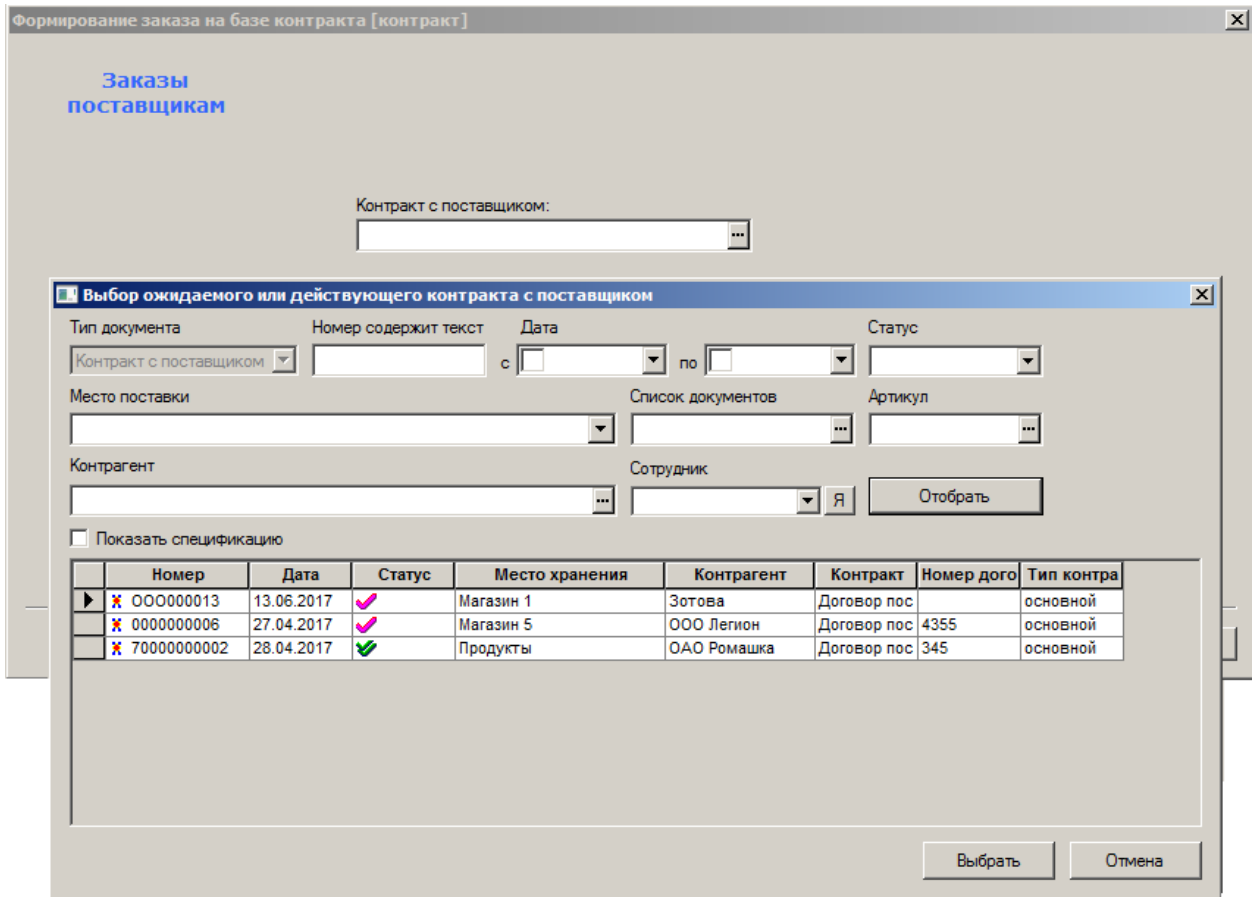 Формирование заказа на базе контракта [контракт]
Заказы
поставщикам
Контракт с поставщиком:
Выбор ожидаемого или действующего контракта с поставщиком
Тип документа Номер содержит текст Дата Статус
Контракт с поставщиком с по
Место поставки Список документов Артикул
Контрагент Сотрудник
Я Отобрать
Показать спецификацию
Номер Дата Статус Место хранения Контрагент Контракт Номер дого Тип контра
ООО000013 13.06.2017 Магазин 1 Зотова Договор пос основной
0000000006 27.04.2017 Магазин 5 ООО Легион Договор пос 4355 основной
70000000002 28.04.2017 Продукты ОАО Ромашка Договор пос 345 основной
Выбрать Отмена